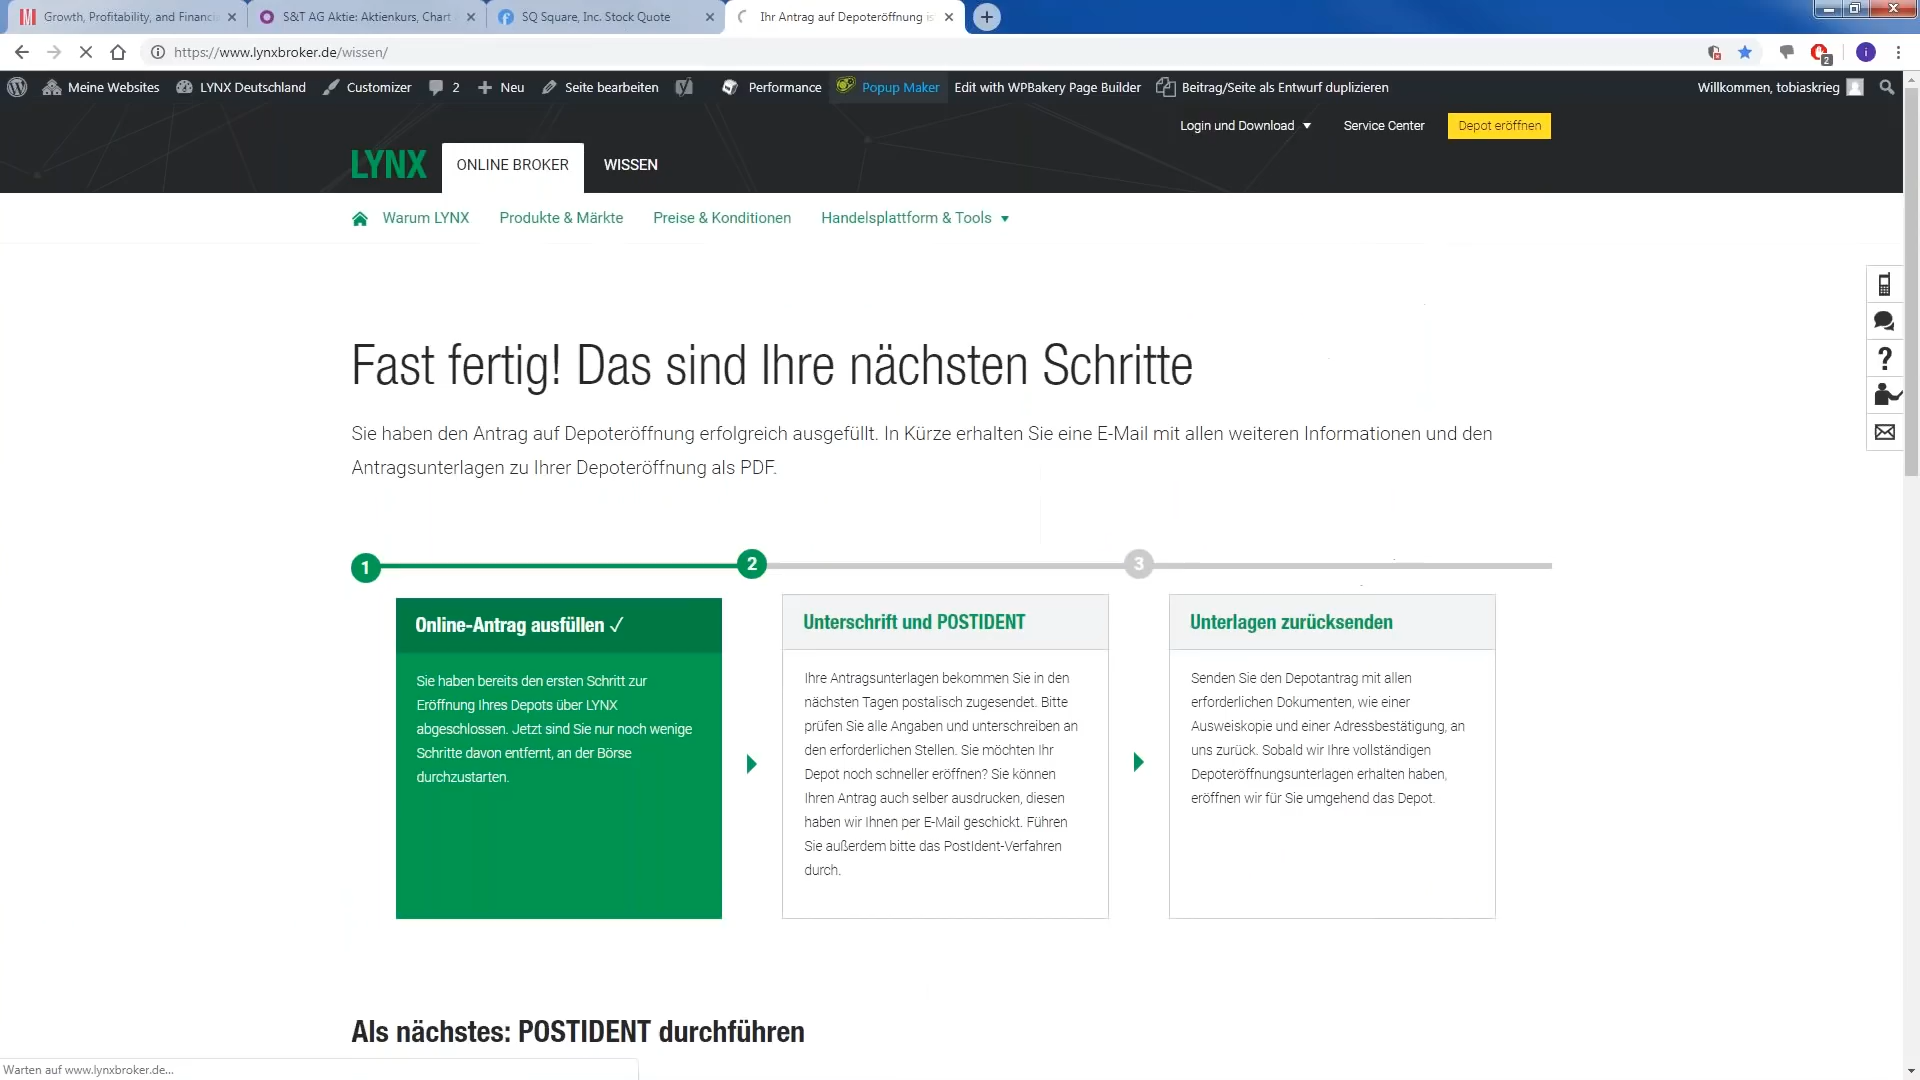 Growth, Profitability, and Financi
S&T AG Aktie: Aktienkurs, Chart
SQ Square, Inc. Stock Quote
Ihr Antrag auf Depoteröffnung is
https://www.lynxbroker.de/wissen/
2
i
Meine Websites
LYNX Deutschland
Customizer
2
Neu
Seite bearbeiten
Performance
Popup Maker
Edit with WPBakery Page Builder
Beitrag/Seite als Entwurf duplizieren
Willkommen, tobiaskrieg
Login und Download
Service Center
Depot eröffnen
LYNX
ONLINE BROKER
WISSEN
Warum LYNX
Produkte & Märkte
Preise & Konditionen
Handelsplattform & Tools
Fast fertig! Das sind Ihre nächsten Schritte
Sie haben den Antrag auf Depoteröffnung erfolgreich ausgefüllt. In Kürze erhalten Sie eine E-Mail mit allen weiteren Informationen und den
Antragsunterlagen zu Ihrer Depoteröffnung als PDF.
1
2
3
Online-Antrag ausfüllen ✓
Sie haben bereits den ersten Schritt zur
Eröffnung Ihres Depots über LYNX
abgeschlossen. Jetzt sind Sie nur noch wenige
Schritte davon entfernt, an der Börse
durchzustarten.
Unterschrift und POSTIDENT
Ihre Antragsunterlagen bekommen Sie in den
nächsten Tagen postalisch zugesendet. Bitte
prüfen Sie alle Angaben und unterschreiben an
den erforderlichen Stellen. Sie möchten Ihr
Depot noch schneller eröffnen? Sie können
Ihren Antrag auch selber ausdrucken, diesen
haben wir Ihnen per E-Mail geschickt. Führen
Sie außerdem bitte das PostIdent-Verfahren
durch.
Unterlagen zurücksenden
Senden Sie den Depotantrag mit allen
erforderlichen Dokumenten, wie einer
Ausweiskopie und einer Adressbestätigung, an
uns zurück. Sobald wir Ihre vollständigen
Depoteröffnungsunterlagen erhalten haben,
eröffnen wir für Sie umgehend das Depot.
Als nächstes: POSTIDENT durchführen
Warten auf www.lynxbroker.de...